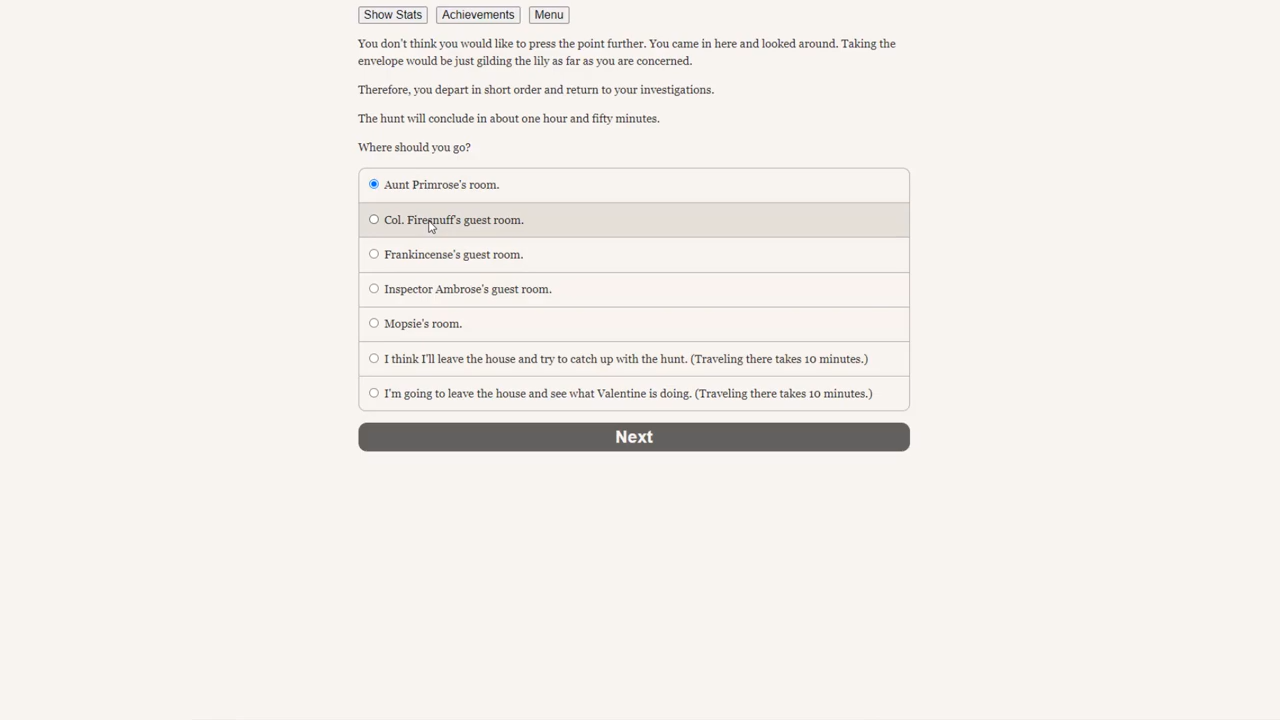 Show Stats Achievements Menu
You don't think you would like to press the point further. You came in here and looked around. Taking the
envelope would be just gilding the lily as far as you are concerned.
Therefore, you depart in short order and return to your investigations.
The hunt will conclude in about one hour and fifty minutes.
Where should you go?
Aunt Primrose's room.
Col. Firesnuff's guest room.
Frankincense's guest room.
Inspector Ambrose's guest room.
Mopsie's room.
I think I'll leave the house and try to catch up with the hunt. (Traveling there takes 10 minutes.)
I'm going to leave the house and see what Valentine is doing. (Traveling there takes 10 minutes.)
Next